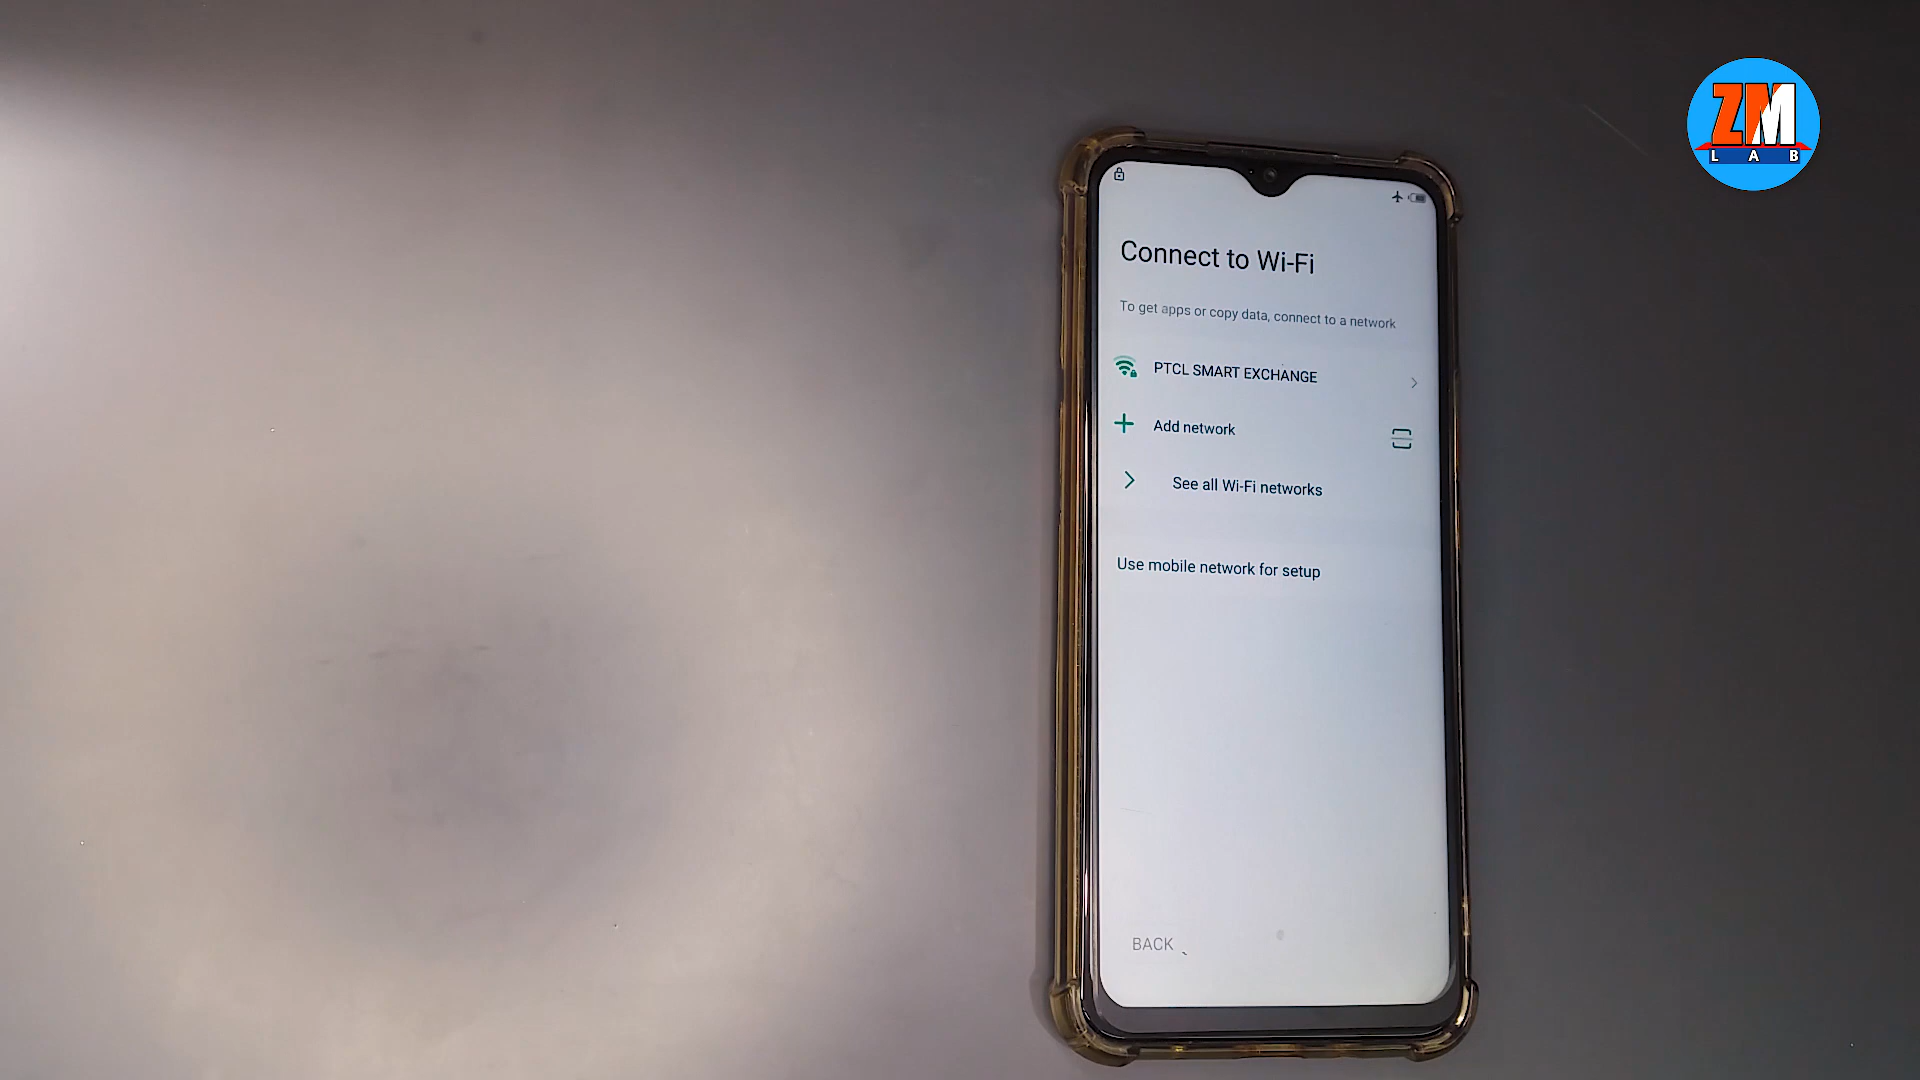 ZM
LAB
Connect to Wi-Fi
To get apps or copy data, connect to a network
PTCL SMART EXCHANGE
Add network
See all Wi-Fi networks
Use mobile network for setup
BACK